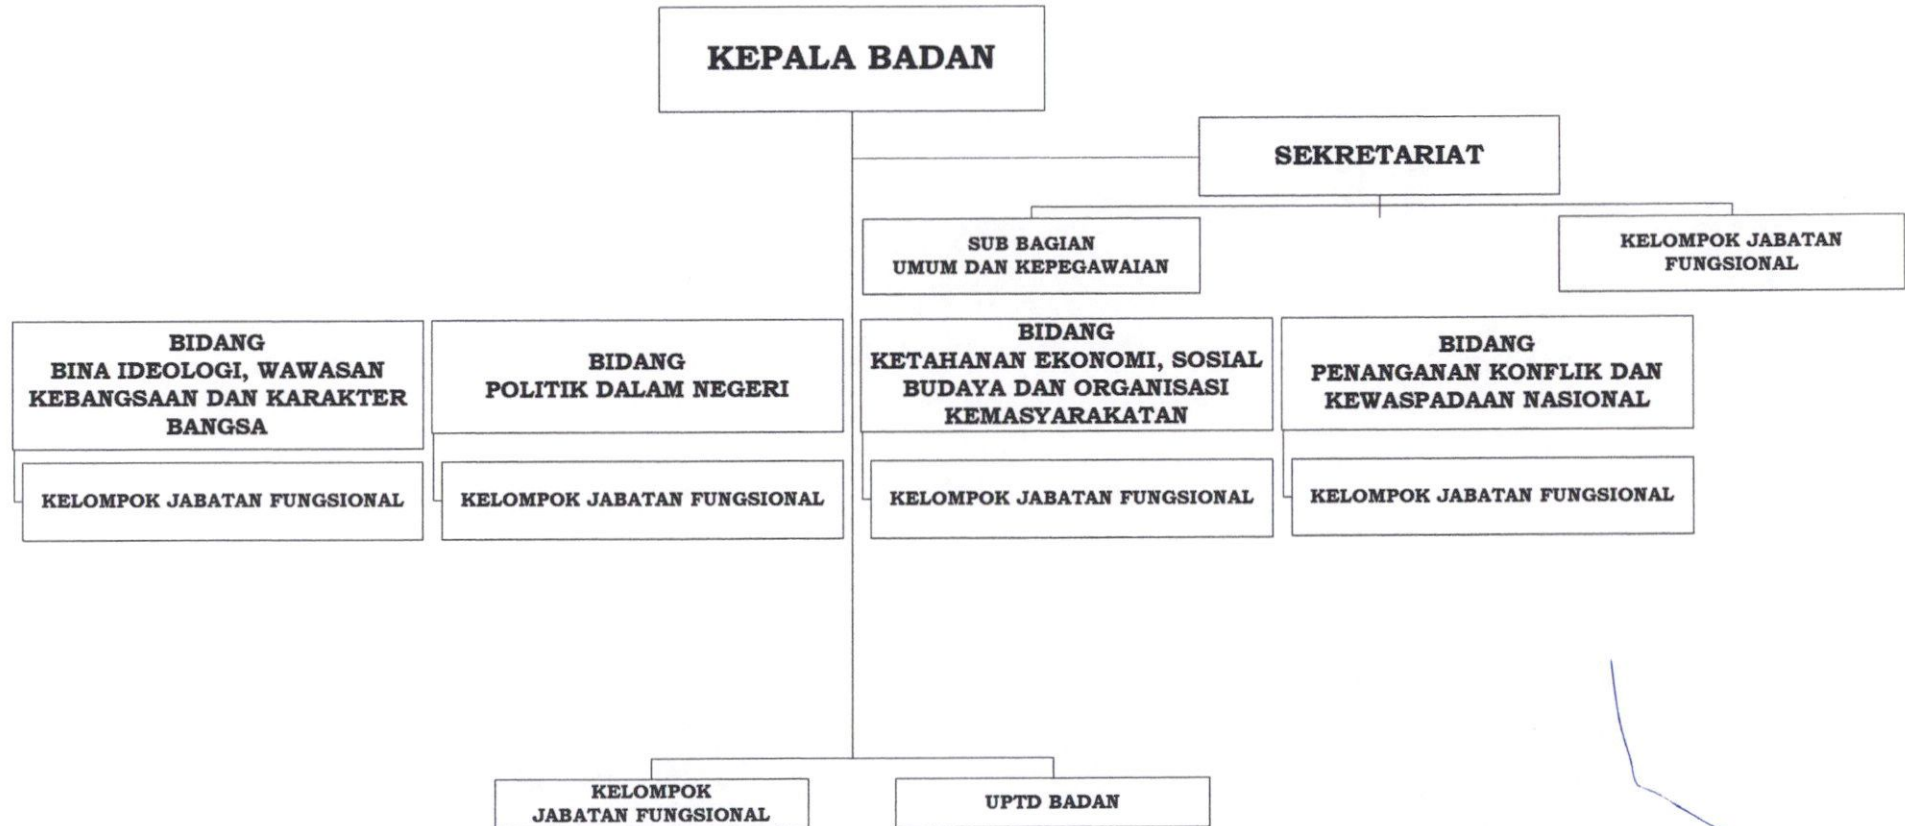 KEPALA BADAN
SEKRETARIAT
SUB BAGIAN
UMUM DAN KEPEGAWAIAN
KELOMPOK JABATAN
FUNGSIONAL
BIDANG
BINA IDEOLOGI, WAWASAN
KEBANGSAAN DAN KARAKTER
BANGSA
BIDANG
POLITIK DALAM NEGERI
BIDANG
KETAHANAN EKONOMI, SOSIAL
BUDAYA DAN ORGANISASI
KEMASYARAKATAN
BIDANG
PENANGANAN KONFLIK DAN
KEWASPADAAN NASIONAL
KELOMPOK JABATAN FUNGSIONAL
KELOMPOK JABATAN FUNGSIONAL
KELOMPOK JABATAN FUNGSIONAL
KELOMPOK JABATAN FUNGSIONAL
KELOMPOK
JABATAN FUNGSIONAL
UPTD BADAN